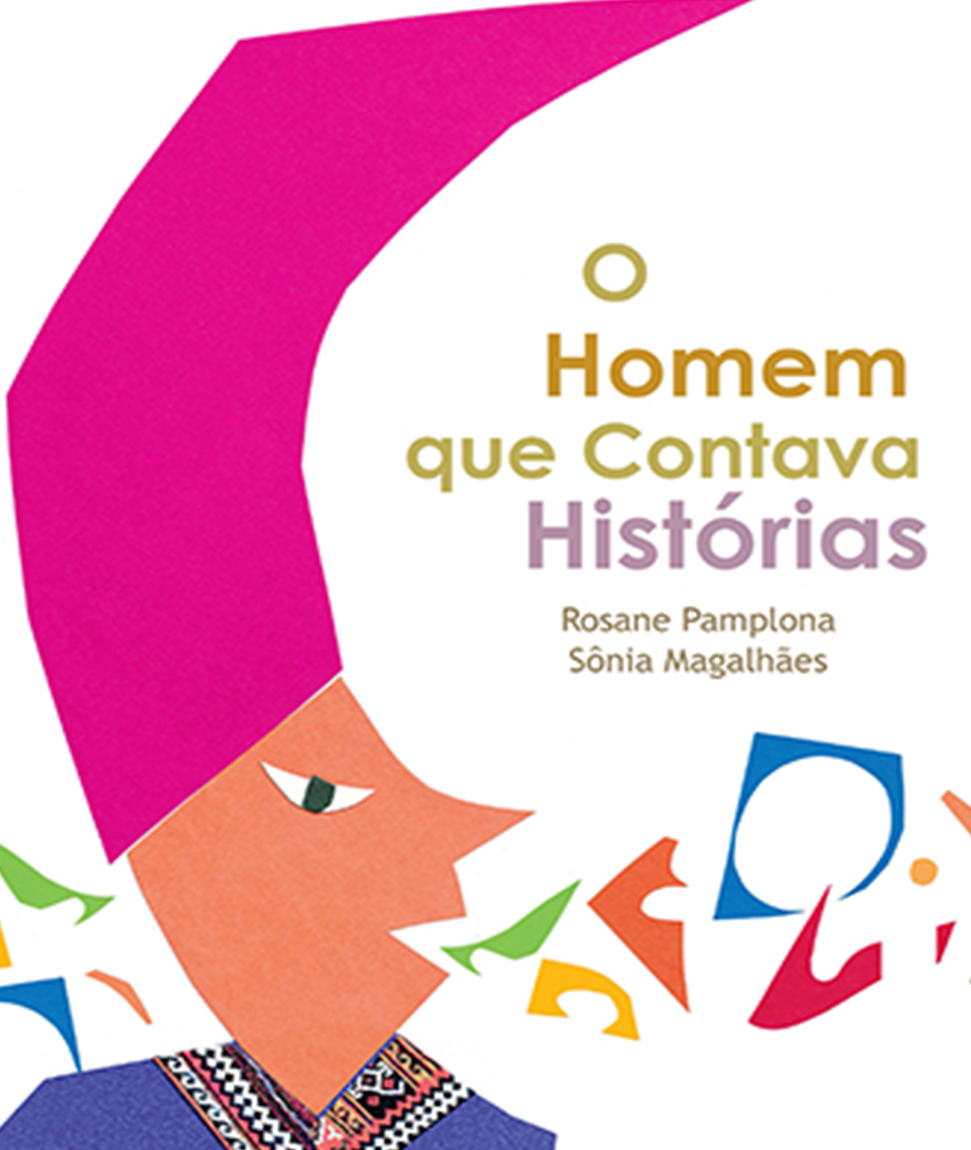 O
Homem
que Contava
Histórias
Rosane Pamplona
Sônia Magalhães